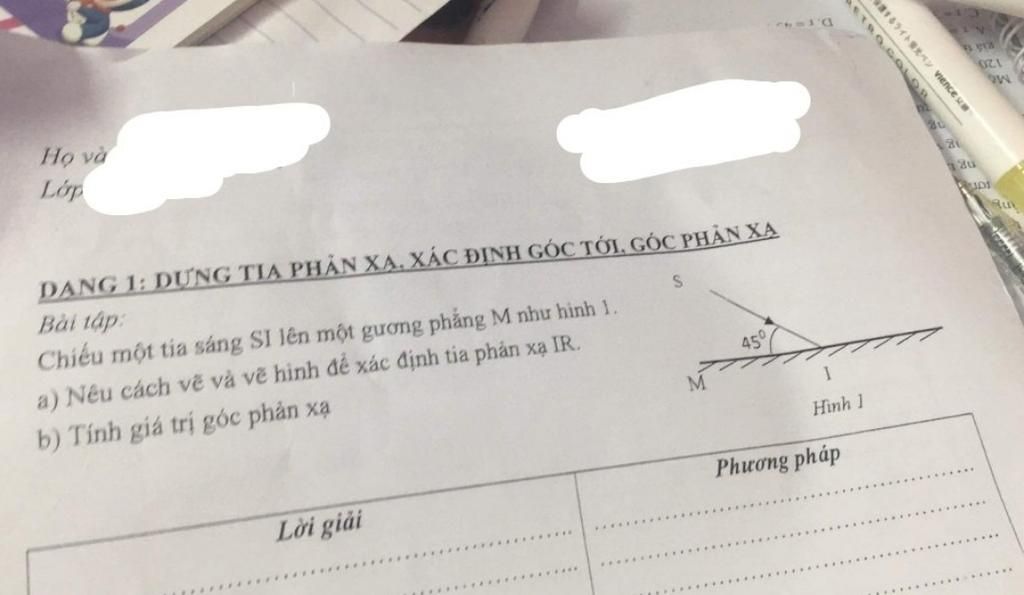 Họ và
Lớp
DẠNG 1: DỰNG TIA PHẢN XẠ, XÁC ĐỊNH GÓC TỚI, GÓC PHẢN XẠ
Bài tập:
Chiếu một tia sáng SI lên một gương phẳng M như hình 1.
a) Nêu cách vẽ và vẽ hình để xác định tia phản xạ IR.
b) Tính giá trị góc phản xạ
S
45⁰
M
I
Hình 1
Lời giải
Phương pháp